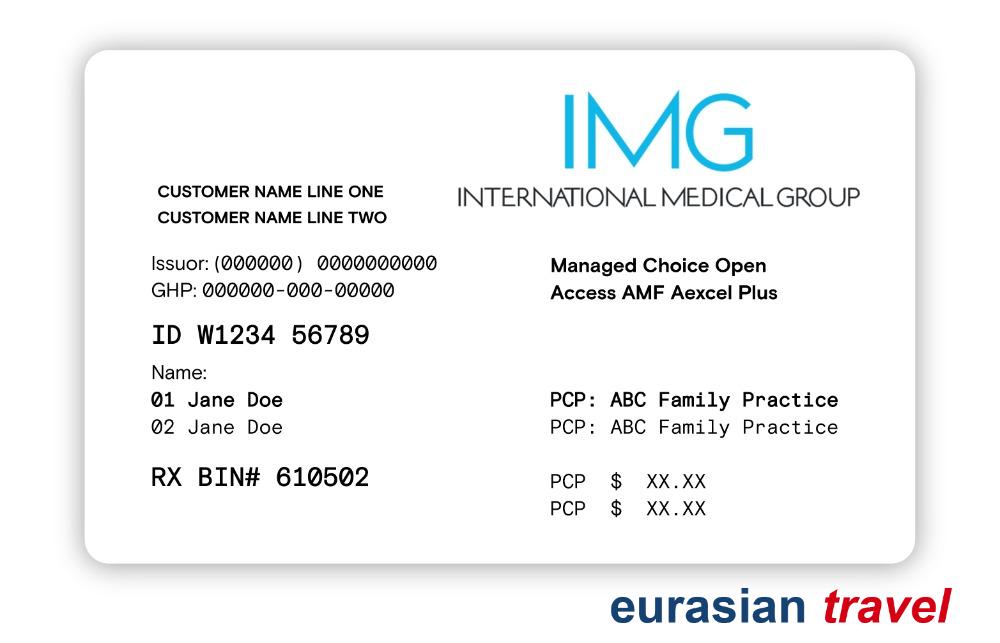 IMG
INTERNATIONAL MEDICAL GROUP
CUSTOMER NAME LINE ONE
CUSTOMER NAME LINE TWO
Issuor: (000000) 0000000000
GHP: 000000-000-00000
Managed Choice Open
Access AMF Aexcel Plus
ID W1234 56789
Name:
01 Jane Doe
02 Jane Doe
PCP: ABC Family Practice
PCP: ABC Family Practice
RX BIN# 610502
PCP $ XX.XX
PCP $ XX.XX
eurasian travel